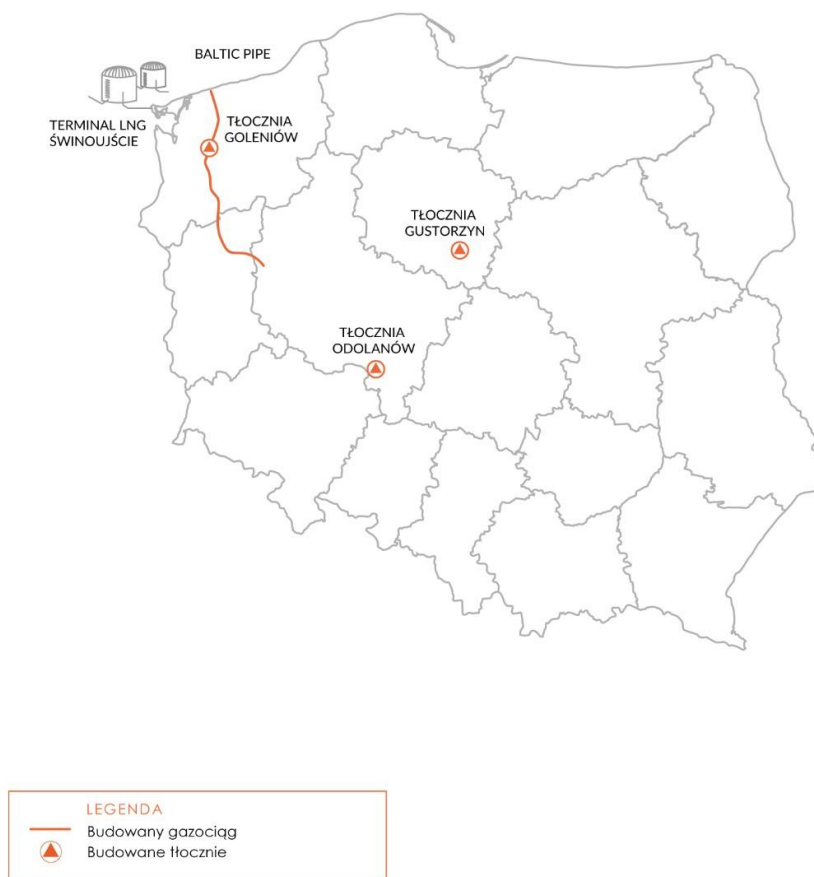 BALTIC PIPE
TERMINAL LNG
ŚWINOUJŚCIE
TŁOCZNIA
GOLENIÓW
TŁOCZNIA
GUSTORZYN
TŁOCZNIA
ODOLANÓW
LEGENDA
Budowany gazociąg
Budowane tłocznie